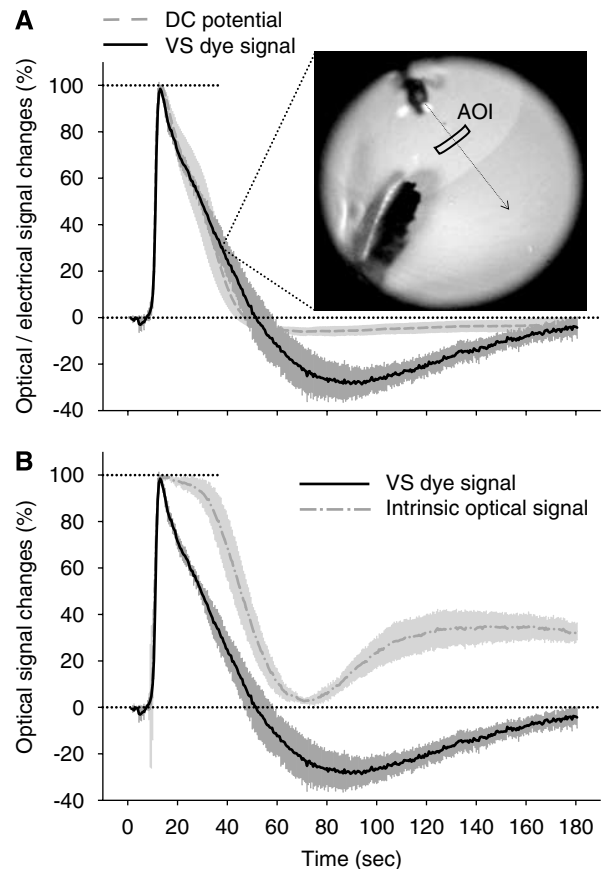 A
DC potential
VS dye signal
Optical / electrical signal changes (%)
100
80
60
40
20
0
-20
-40
AOI
B
VS dye signal
Intrinsic optical signal
Optical signal changes (%)
100
80
60
40
20
0
-20
-40
0 20 40 60 80 100 120 140 160 180
Time (sec)